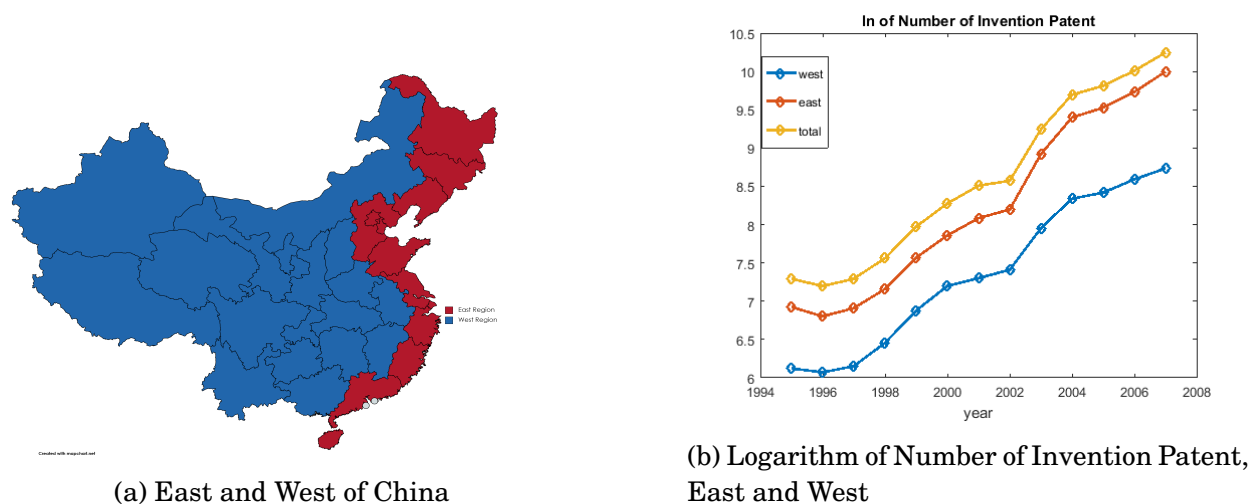 East Region
West Region
Created with mapchart.net
(a) East and West of China
ln of Number of Invention Patent
10.5
10
9.5
9
8.5
8
7.5
7
6.5
6
west
east
total
1994
1996
1998
2000
2002
2004
2006
2008
year
(b) Logarithm of Number of Invention Patent,
East and West